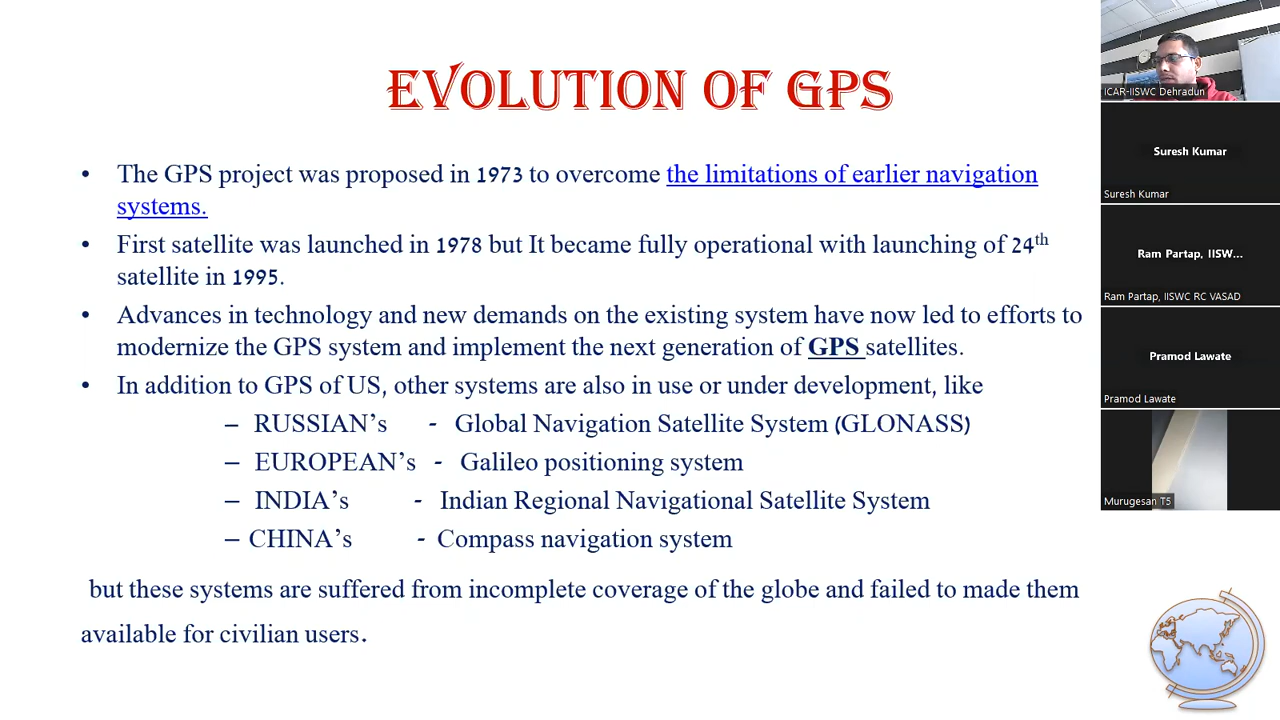 EVOLUTION OF GPS
• The GPS project was proposed in 1973 to overcome the limitations of earlier navigation
systems.
• First satellite was launched in 1978 but It became fully operational with launching of 24th
satellite in 1995.
• Advances in technology and new demands on the existing system have now led to efforts to
modernize the GPS system and implement the next generation of GPS satellites.
• In addition to GPS of US, other systems are also in use or under development, like
– RUSSIAN’s - Global Navigation Satellite System (GLONASS)
– EUROPEAN’s - Galileo positioning system
– INDIA’s - Indian Regional Navigational Satellite System
– CHINA’s - Compass navigation system
but these systems are suffered from incomplete coverage of the globe and failed to made them
available for civilian users.
ICAR-IISWC Dehradun
Suresh Kumar
Suresh Kumar
Ram Partap, IISW...
Ram Partap, IISWC RC VASAD
Pramod Lawate
Pramod Lawate
Murugesan T5